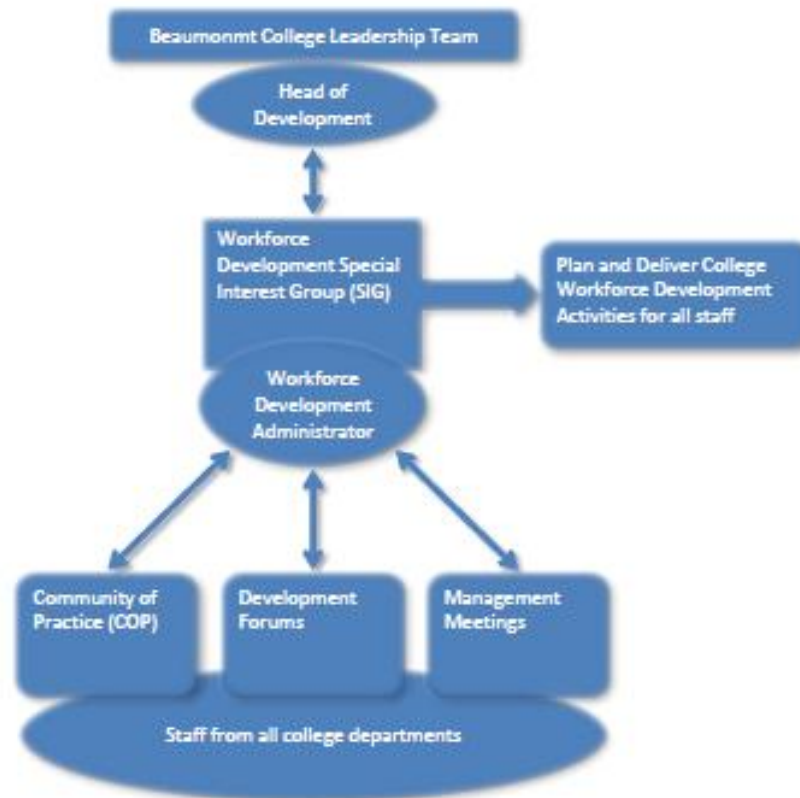 Beaumonmt College Leadership Team
Head of
Development
Workforce
Development Special
Interest Group (SIG)
Plan and Deliver College
Workforce Development
Activities for all staff
Workforce
Development
Administrator
Community of
Practice (COP)
Development
Forums
Management
Meetings
Staff from all college departments